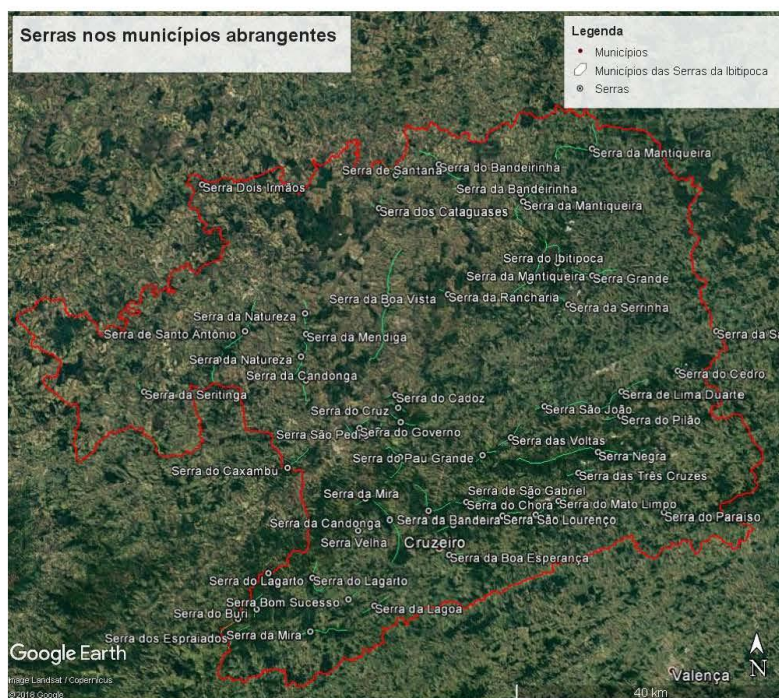 Serras nos municípios abrangentes
Legenda
Municípios
Municípios das Serras da Ibitipoca
Serras
Serra da Mantiqueira
Serra de Santana
Serra do Bandeirinha
Serra Dois Irmãos
Serra da Bandeirinha
Serra da Mantiqueira
Serra dos Cataguases
Serra do Ibitipoca
Serra da Mantiqueira
Serra Grande
Serra da Boa Vista
Serra da Rancharia
Serra da Serrinha
Serra da Natureza
Serra de Santo Antônio
Serra da Mendiga
Serra da Natureza
Serra da Candonga
Serra do Cedro
Serra da Seritinga
Serra do Cadoz
Serra de Lima Duarte
Serra do Cruz
Serra São João
Serra do Pilão
Serra São Pedr
Serra do Governo
Serra das Voltas
Serra do Pau Grande
Serra Negra
Serra do Caxambu
Serra das Três Cruzes
Serra da Mira
Serra de São Gabriel
Serra do Chora
Serra do Mato Limpo
Serra da Candonga
Serra da Bandeira
Serra São Lourenço
Serra do Paraíso
Serra Velha
Cruzeiro
Serra da Boa Esperança
Serra do Lagarto
Serra do Lagarto
Serra Bom Sucesso
Serra do Buri
Serra da Lagoa
Serra dos Espraiados
Serra da Mira
Google Earth
Image Landsat / Copernicus
©2018 Google
N
Valença
40 km